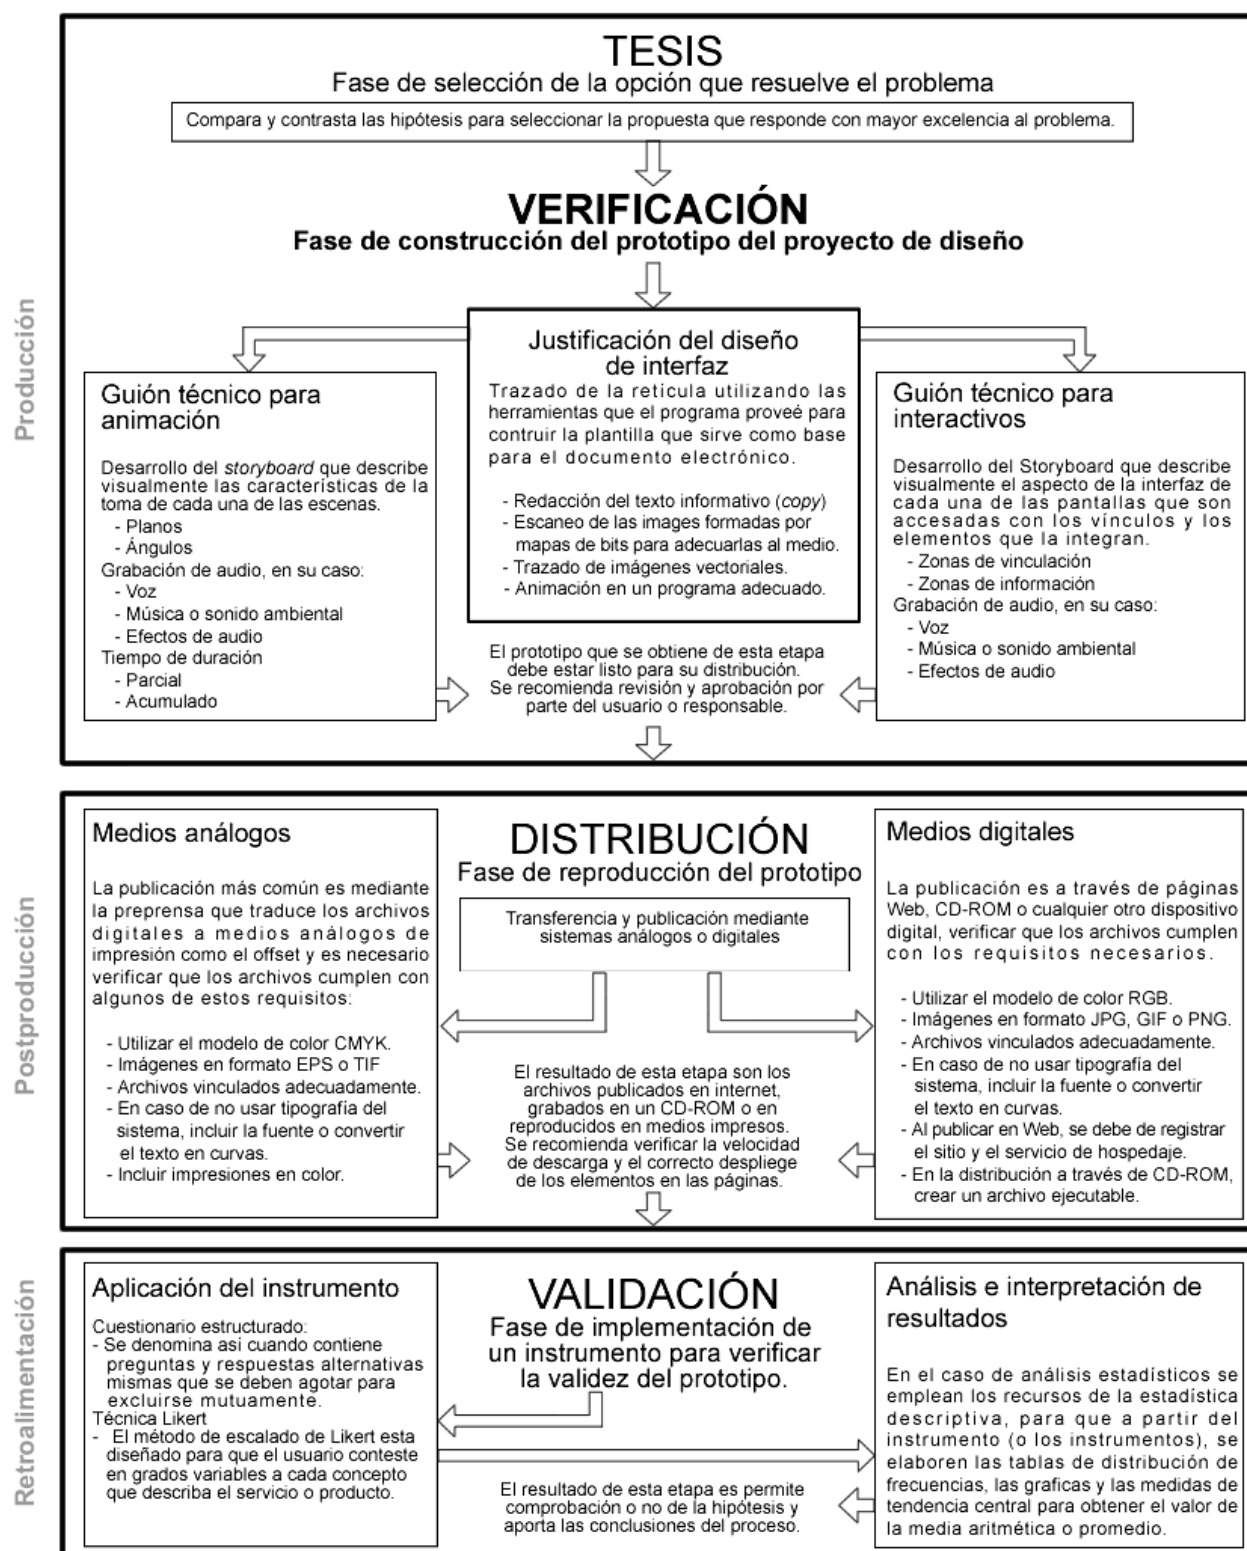 TESIS
Fase de selección de la opción que resuelve el problema
Compara y contrasta las hipótesis para seleccionar la propuesta que responde con mayor excelencia al problema.
VERIFICACIÓN
Fase de construcción del prototipo del proyecto de diseño
Producción
Guión técnico para
animación
Desarrollo del storyboard que describe
visualmente las características de la
toma de cada una de las escenas.
- Planos
- Ángulos
Grabación de audio, en su caso:
- Voz
- Música o sonido ambiental
- Efectos de audio
Tiempo de duración
- Parcial
- Acumulado
Justificación del diseño
de interfaz
Trazado de la retícula utilizando las
herramientas que el programa proveé para
contruir la plantilla que sirve como base
para el documento electrónico.
- Redacción del texto informativo (copy)
- Escaneo de las images formadas por
mapas de bits para adecuarlas al medio.
- Trazado de imágenes vectoriales.
- Animación en un programa adecuado.
El prototipo que se obtiene de esta etapa
debe estar listo para su distribución.
Se recomienda revisión y aprobación por
parte del usuario o responsable.
Guión técnico para
interactivos
Desarrollo del Storyboard que describe
visualmente el aspecto de la interfaz de
cada una de las pantallas que son
accesadas con los vínculos y los
elementos que la integran.
- Zonas de vinculación
- Zonas de información
Grabación de audio, en su caso:
- Voz
- Música o sonido ambiental
- Efectos de audio
Postproducción
Medios análogos
La publicación más común es mediante
la preprensa que traduce los archivos
digitales a medios análogos de
impresión como el offset y es necesario
verificar que los archivos cumplen con
algunos de estos requisitos:
- Utilizar el modelo de color CMYK.
- Imágenes en formato EPS o TIF
- Archivos vinculados adecuadamente.
- En caso de no usar tipografía del
sistema, incluir la fuente o convertir
el texto en curvas.
- Incluir impresiones en color.
DISTRIBUCIÓN
Fase de reproducción del prototipo
Transferencia y publicación mediante
sistemas análogos o digitales
El resultado de esta etapa son los
archivos publicados en internet,
grabados en un CD-ROM o en
reproducidos en medios impresos.
Se recomienda verificar la velocidad
de descarga y el correcto despliege
de los elementos en las páginas.
Medios digitales
La publicación es a través de páginas
Web, CD-ROM o cualquier otro dispositivo
digital, verificar que los archivos cumplen
con los requisitos necesarios.
- Utilizar el modelo de color RGB.
- Imágenes en formato JPG, GIF o PNG.
- Archivos vinculados adecuadamente.
- En caso de no usar tipografía del
sistema, incluir la fuente o convertir
el texto en curvas.
- Al publicar en Web, se debe de registrar
el sitio y el servicio de hospedaje.
- En la distribución a través de CD-ROM,
crear un archivo ejecutable.
Retroalimentación
Aplicación del instrumento
Cuestionario estructurado:
- Se denomina así cuando contiene
preguntas y respuestas alternativas
mismas que se deben agotar para
excluirse mutuamente.
Técnica Likert
- El método de escalado de Likert esta
diseñado para que el usuario conteste
en grados variables a cada concepto
que describa el servicio o producto.
VALIDACIÓN
Fase de implementación de
un instrumento para verificar
la validez del prototipo.
El resultado de esta etapa es permite
comprobación o no de la hipótesis y
aporta las conclusiones del proceso.
Análisis e interpretación de
resultados
En el caso de análisis estadísticos se
emplean los recursos de la estadística
descriptiva, para que a partir del
instrumento (o los instrumentos), se
elaboren las tablas de distribución de
frecuencias, las graficas y las medidas de
tendencia central para obtener el valor de
la media aritmética o promedio.